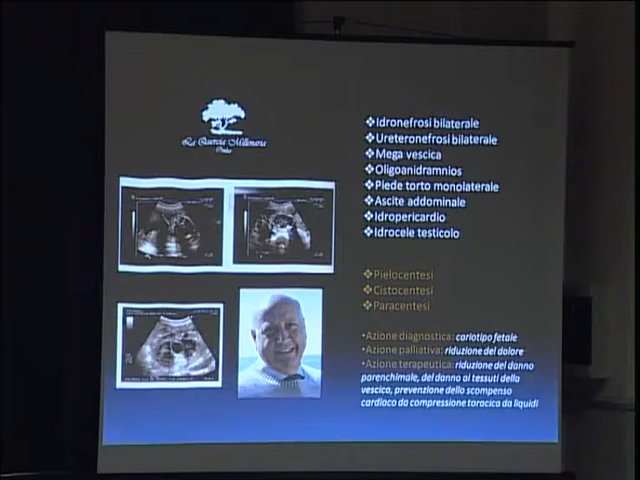 La Quercia Millenaria
Onlus
❖Idronefrosi bilaterale
❖Ureteronefrosi bilaterale
❖Mega vescica
❖Oligoanidramnios
❖Piede torto monolaterale
❖Ascite addominale
❖Idropericardio
❖Idrocele testicolo
❖Pielocentesi
❖Cistocentesi
❖Paracentesi
•Azione diagnostica: cariotipo fetale
•Azione palliativa: riduzione del dolore
•Azione terapeutica: riduzione del danno
parenchimale, del danno ai tessuti della
vescica, prevenzione dello scompenso
cardiaco da compressione toracica da liquidi